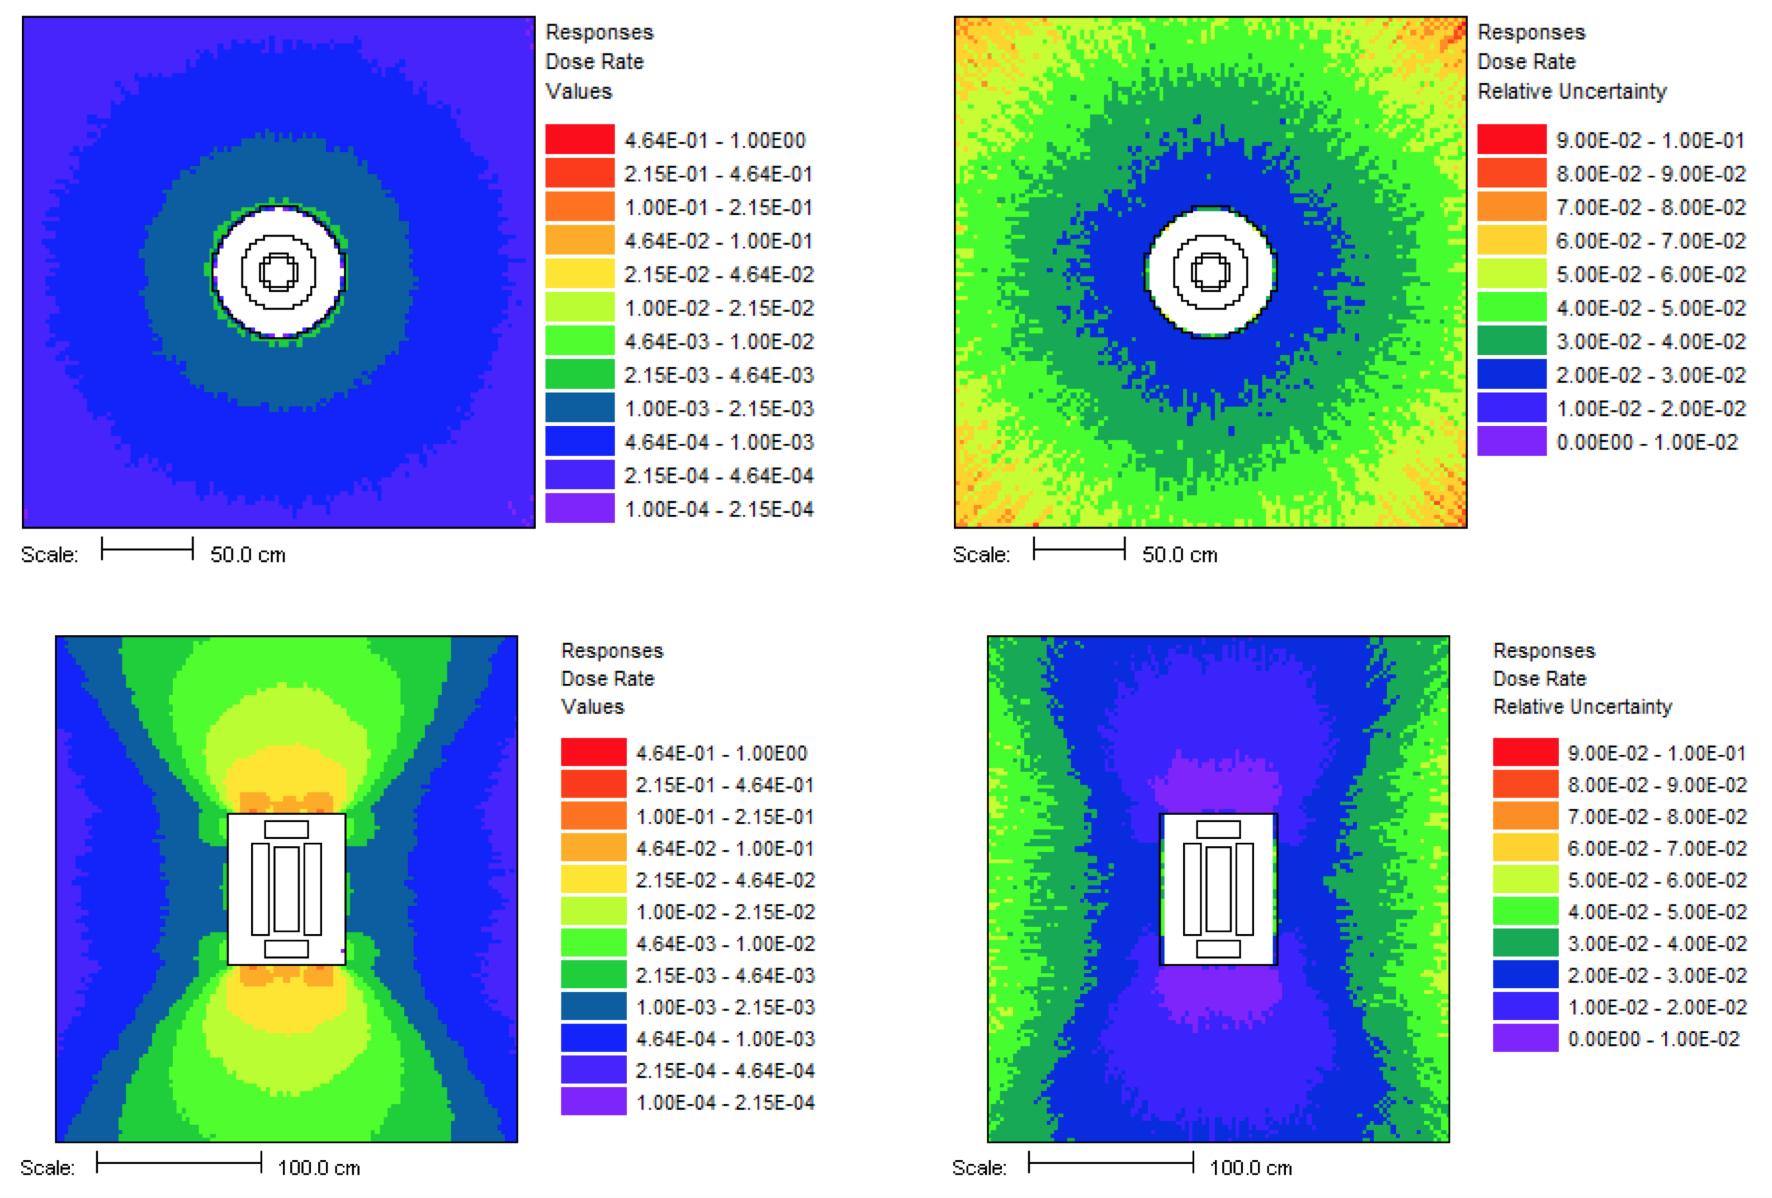 Responses
Dose Rate
Values
4.64E-01 - 1.00E00
2.15E-01 - 4.64E-01
1.00E-01 - 2.15E-01
4.64E-02 - 1.00E-01
2.15E-02 - 4.64E-02
1.00E-02 - 2.15E-02
4.64E-03 - 1.00E-02
2.15E-03 - 4.64E-03
1.00E-03 - 2.15E-03
4.64E-04 - 1.00E-03
2.15E-04 - 4.64E-04
1.00E-04 - 2.15E-04
Scale: 50.0 cm
Responses
Dose Rate
Relative Uncertainty
9.00E-02 - 1.00E-01
8.00E-02 - 9.00E-02
7.00E-02 - 8.00E-02
6.00E-02 - 7.00E-02
5.00E-02 - 6.00E-02
4.00E-02 - 5.00E-02
3.00E-02 - 4.00E-02
2.00E-02 - 3.00E-02
1.00E-02 - 2.00E-02
0.00E00 - 1.00E-02
Scale: 50.0 cm
Responses
Dose Rate
Values
4.64E-01 - 1.00E00
2.15E-01 - 4.64E-01
1.00E-01 - 2.15E-01
4.64E-02 - 1.00E-01
2.15E-02 - 4.64E-02
1.00E-02 - 2.15E-02
4.64E-03 - 1.00E-02
2.15E-03 - 4.64E-03
1.00E-03 - 2.15E-03
4.64E-04 - 1.00E-03
2.15E-04 - 4.64E-04
1.00E-04 - 2.15E-04
Scale: 100.0 cm
Responses
Dose Rate
Relative Uncertainty
9.00E-02 - 1.00E-01
8.00E-02 - 9.00E-02
7.00E-02 - 8.00E-02
6.00E-02 - 7.00E-02
5.00E-02 - 6.00E-02
4.00E-02 - 5.00E-02
3.00E-02 - 4.00E-02
2.00E-02 - 3.00E-02
1.00E-02 - 2.00E-02
0.00E00 - 1.00E-02
Scale: 100.0 cm